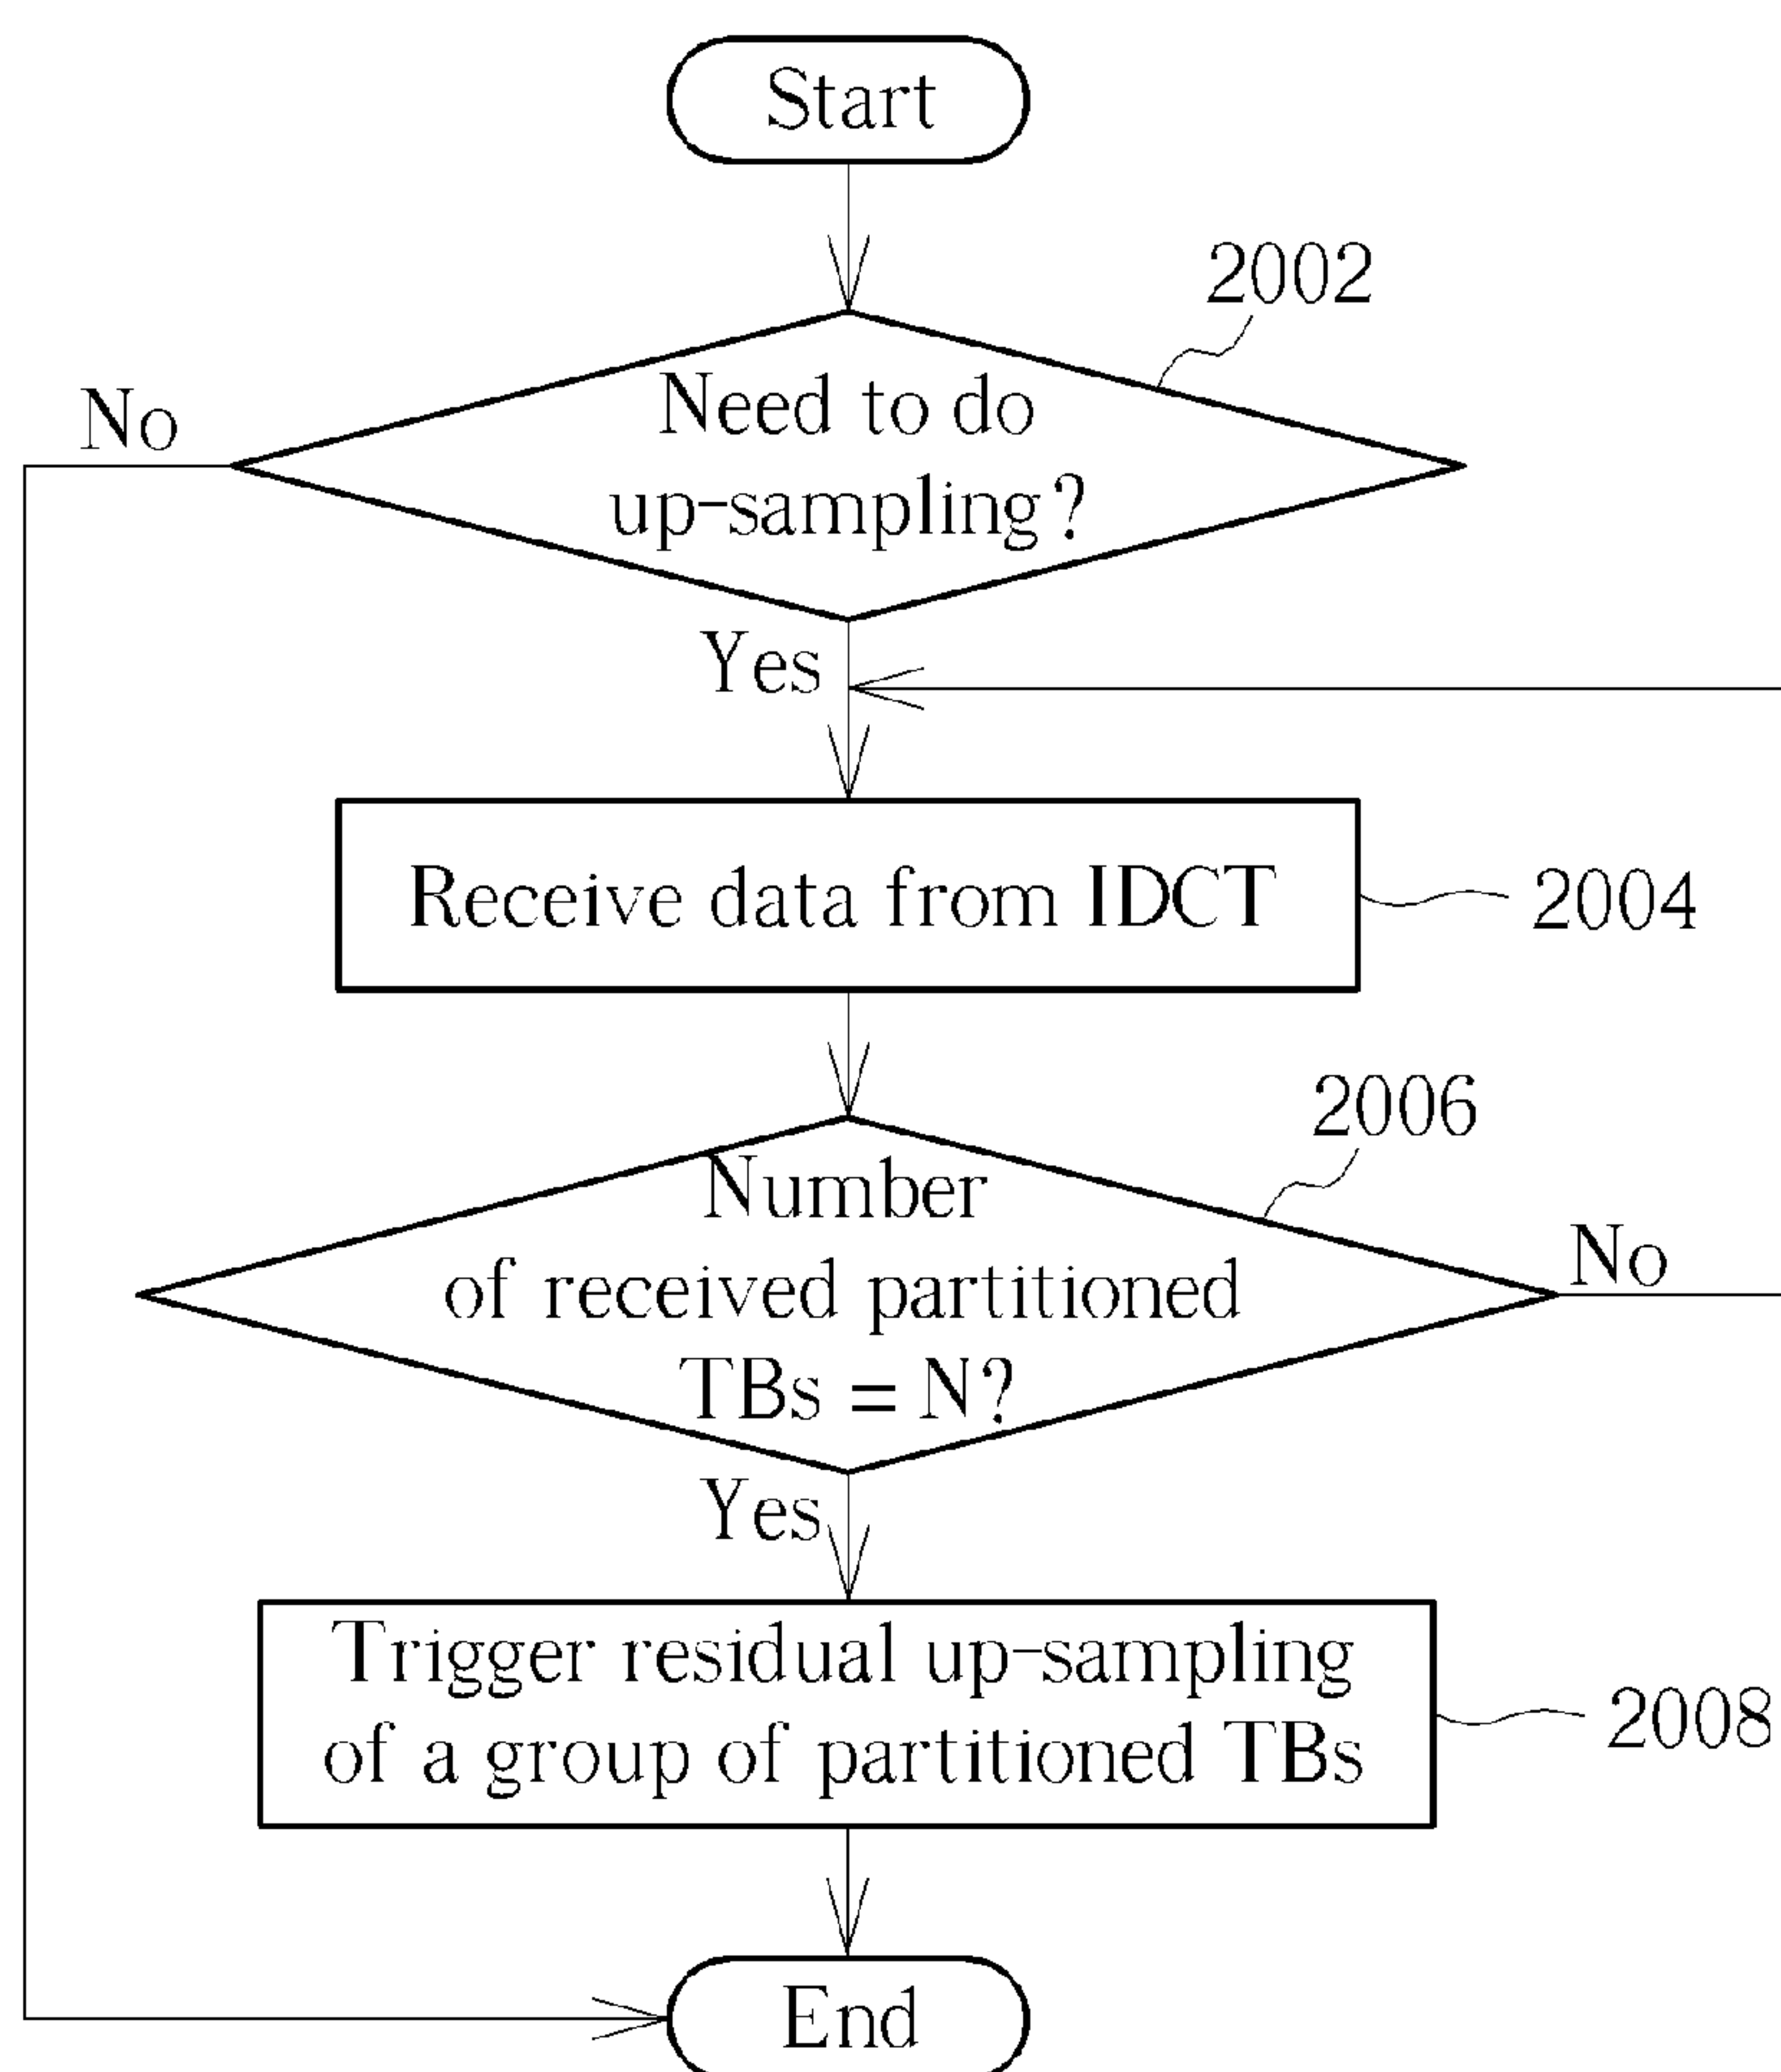 Start
2002
No
Need to do
up-sampling?
Yes
Receive data from IDCT
2004
2006
Number
of received partitioned
TBs = N?
No
Yes
Trigger residual up-sampling
of a group of partitioned TBs
2008
End